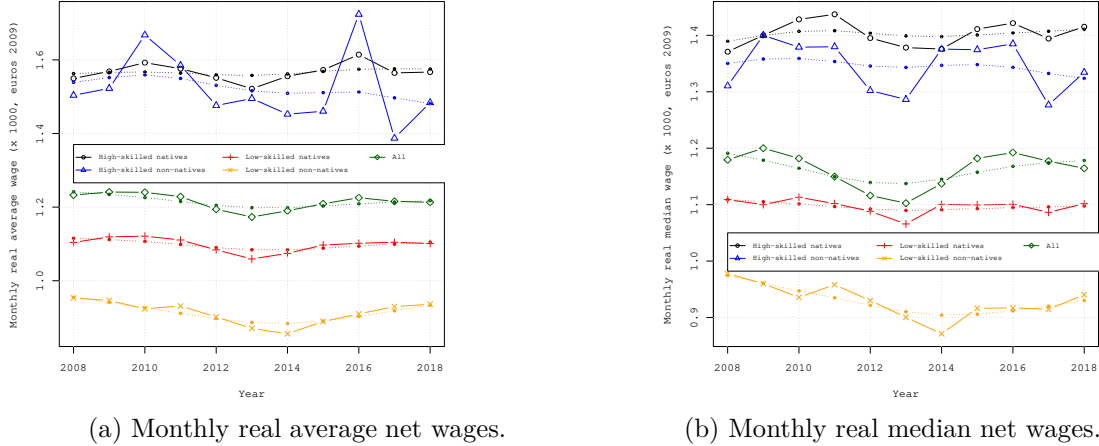 Monthly real average wage (x 1000, euros 2009)
1.6
1.4
1.2
1.0
High-skilled natives
High-skilled non-natives
Low-skilled natives
Low-skilled non-natives
All
2008 2010 2012 2014 2016 2018
Year
(a) Monthly real average net wages.
Monthly real median wage (x 1000, euros 2009)
1.4
1.3
1.2
1.1
1.0
0.9
High-skilled natives
High-skilled non-natives
Low-skilled natives
Low-skilled non-natives
All
2008 2010 2012 2014 2016 2018
Year
(b) Monthly real median net wages.